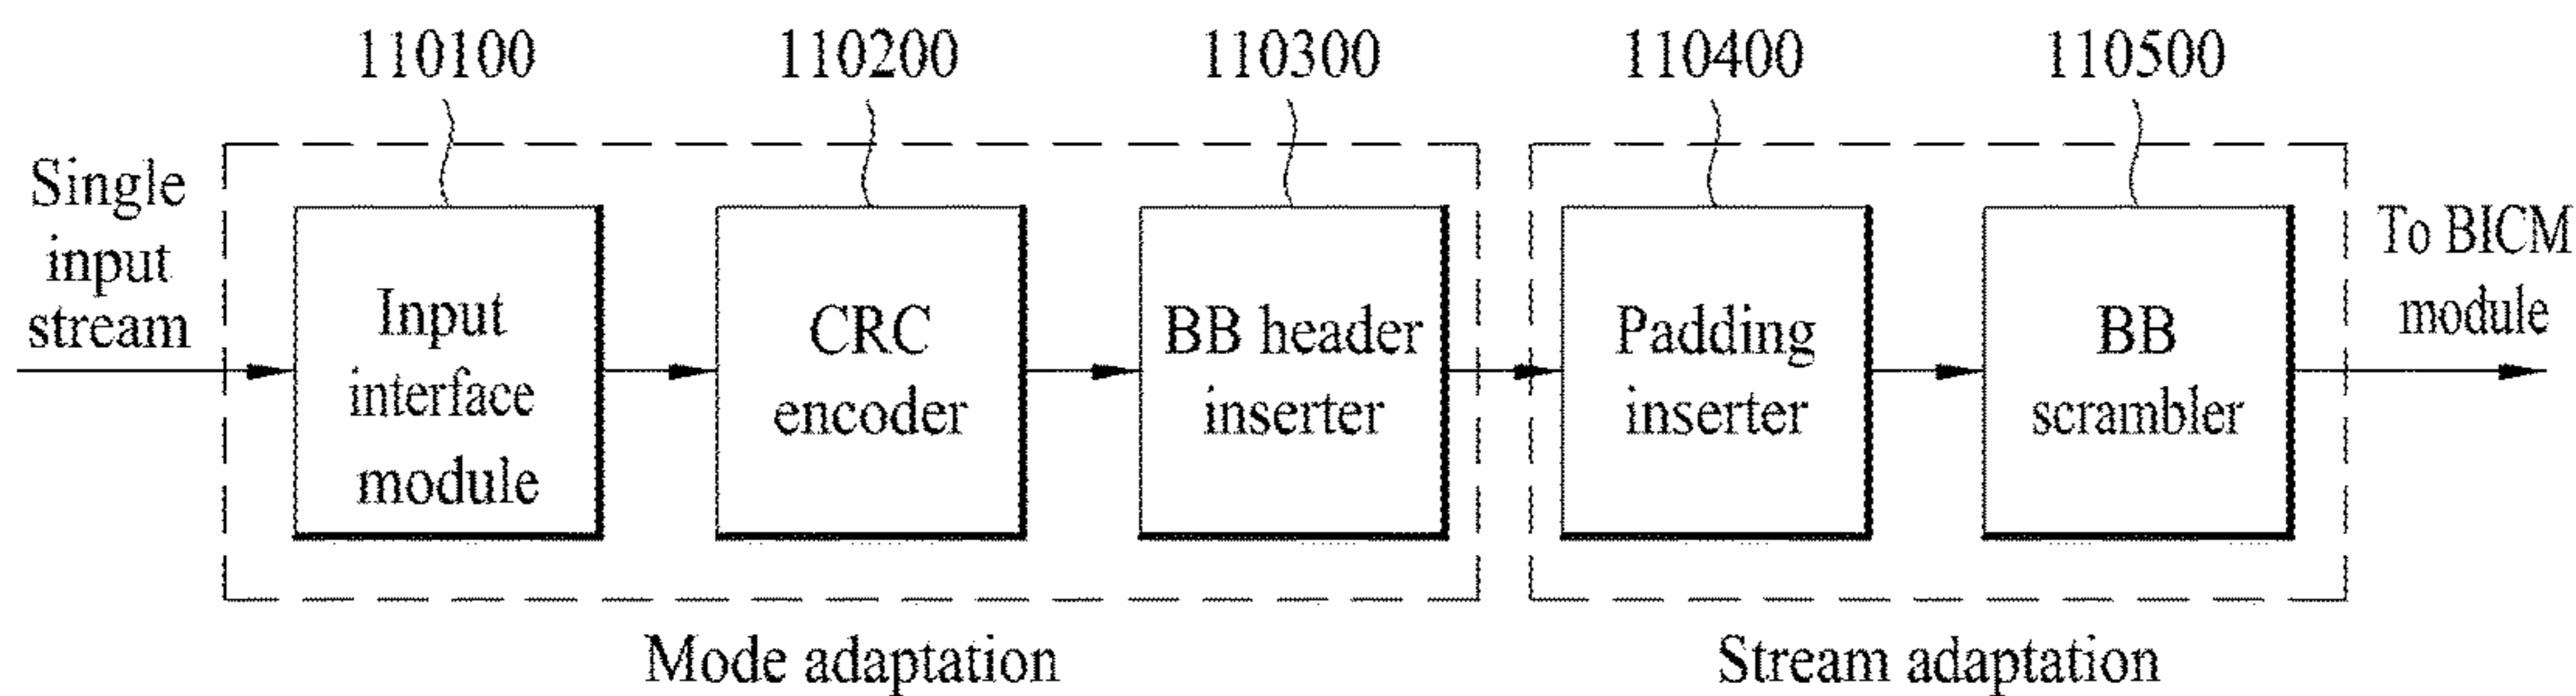 110100
110200
110300
110400
110500
Single
input
stream
Input
interface
module
CRC
encoder
BB header
inserter
Padding
inserter
BB
scrambler
To BICM
module
Mode adaptation
Stream adaptation